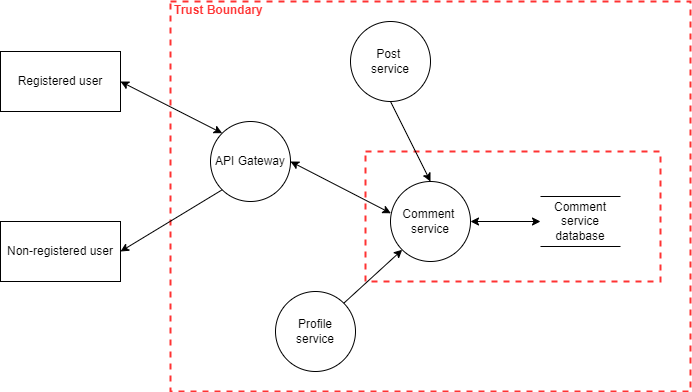 Trust Boundary
Post
service
Registered user
API Gateway
Comment
service
Comment
service
database
Non-registered user
Profile
service